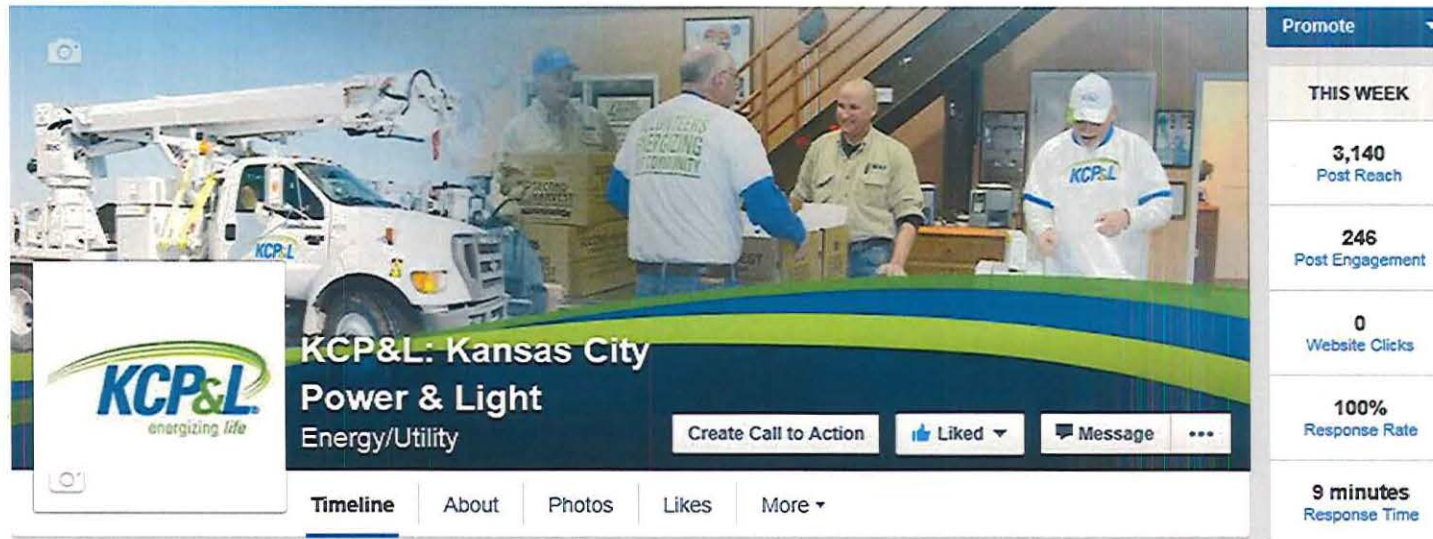 Promote
THIS WEEK
3,140
Post Reach
246
Post Engagement
0
Website Clicks
100%
Response Rate
9 minutes
Response Time
VOLUNTEERS
ENERGIZING
COMMUNITY
SECOND
HARVEST
KCP&L
KCP&L
KCP&L
energizing life
KCP&L: Kansas City
Power & Light
Energy/Utility
Create Call to Action
Liked
Message
Timeline
About
Photos
Likes
More